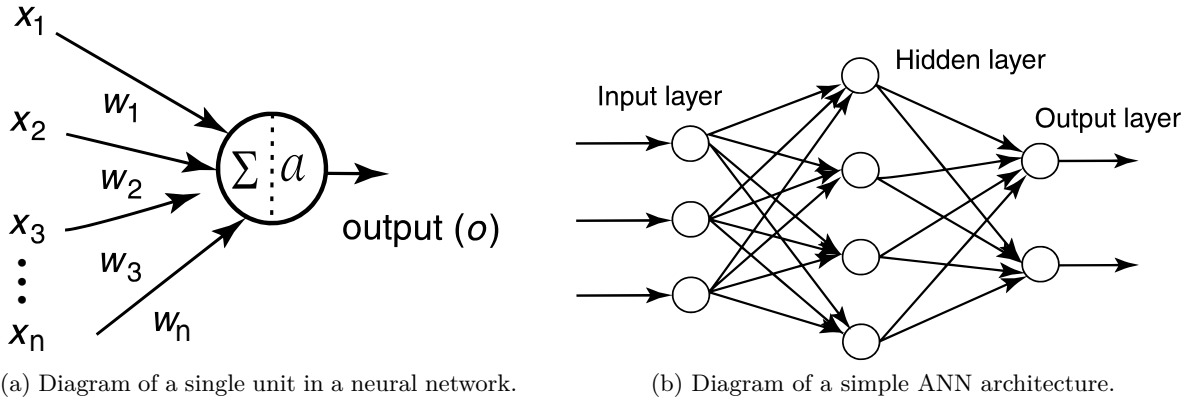 x1
w1
x2
w2
x3
w3
xn
wn
Σ a
output (o)
(a) Diagram of a single unit in a neural network.
Input layer
Hidden layer
Output layer
(b) Diagram of a simple ANN architecture.